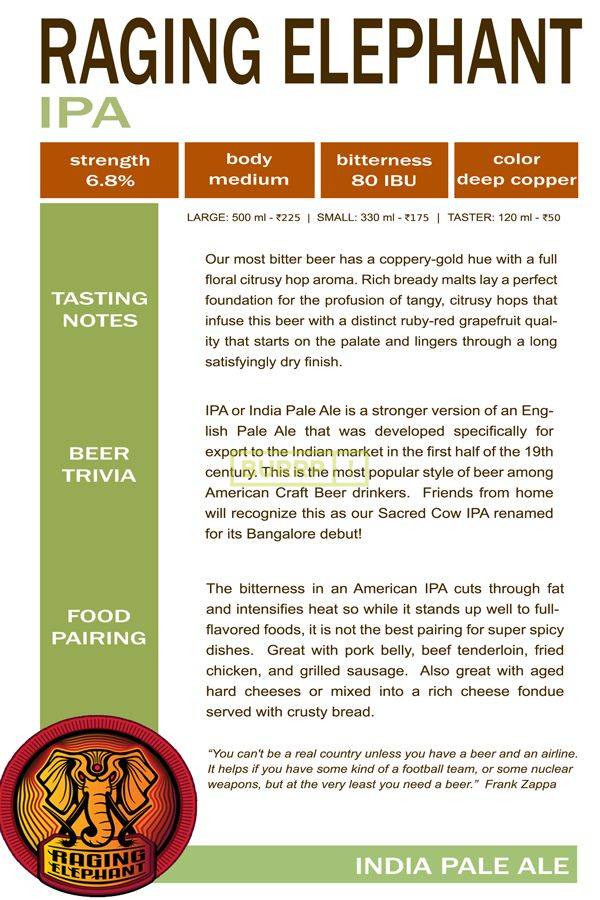 RAGING ELEPHANT
IPA
strength
6.8%
body
medium
bitterness
80 IBU
color
deep copper
LARGE: 500 ml - ₹225 | SMALL: 330 ml - ₹175 | TASTER: 120 ml - ₹50
TASTING
NOTES
Our most bitter beer has a coppery-gold hue with a full
floral citrusy hop aroma. Rich bready malts lay a perfect
foundation for the profusion of tangy, citrusy hops that
infuse this beer with a distinct ruby-red grapefruit qual-
ity that starts on the palate and lingers through a long
satisfyingly dry finish.
BEER
TRIVIA
IPA or India Pale Ale is a stronger version of an Eng-
lish Pale Ale that was developed specifically for
export to the Indian market in the first half of the 19th
century. This is the most popular style of beer among
American Craft Beer drinkers. Friends from home
will recognize this as our Sacred Cow IPA renamed
for its Bangalore debut!
FOOD
PAIRING
The bitterness in an American IPA cuts through fat
and intensifies heat so while it stands up well to full-
flavored foods, it is not the best pairing for super spicy
dishes. Great with pork belly, beef tenderloin, fried
chicken, and grilled sausage. Also great with aged
hard cheeses or mixed into a rich cheese fondue
served with crusty bread.
“You can't be a real country unless you have a beer and an airline.
It helps if you have some kind of a football team, or some nuclear
weapons, but at the very least you need a beer.” Frank Zappa
RAGING
ELEPHANT
INDIA PALE ALE